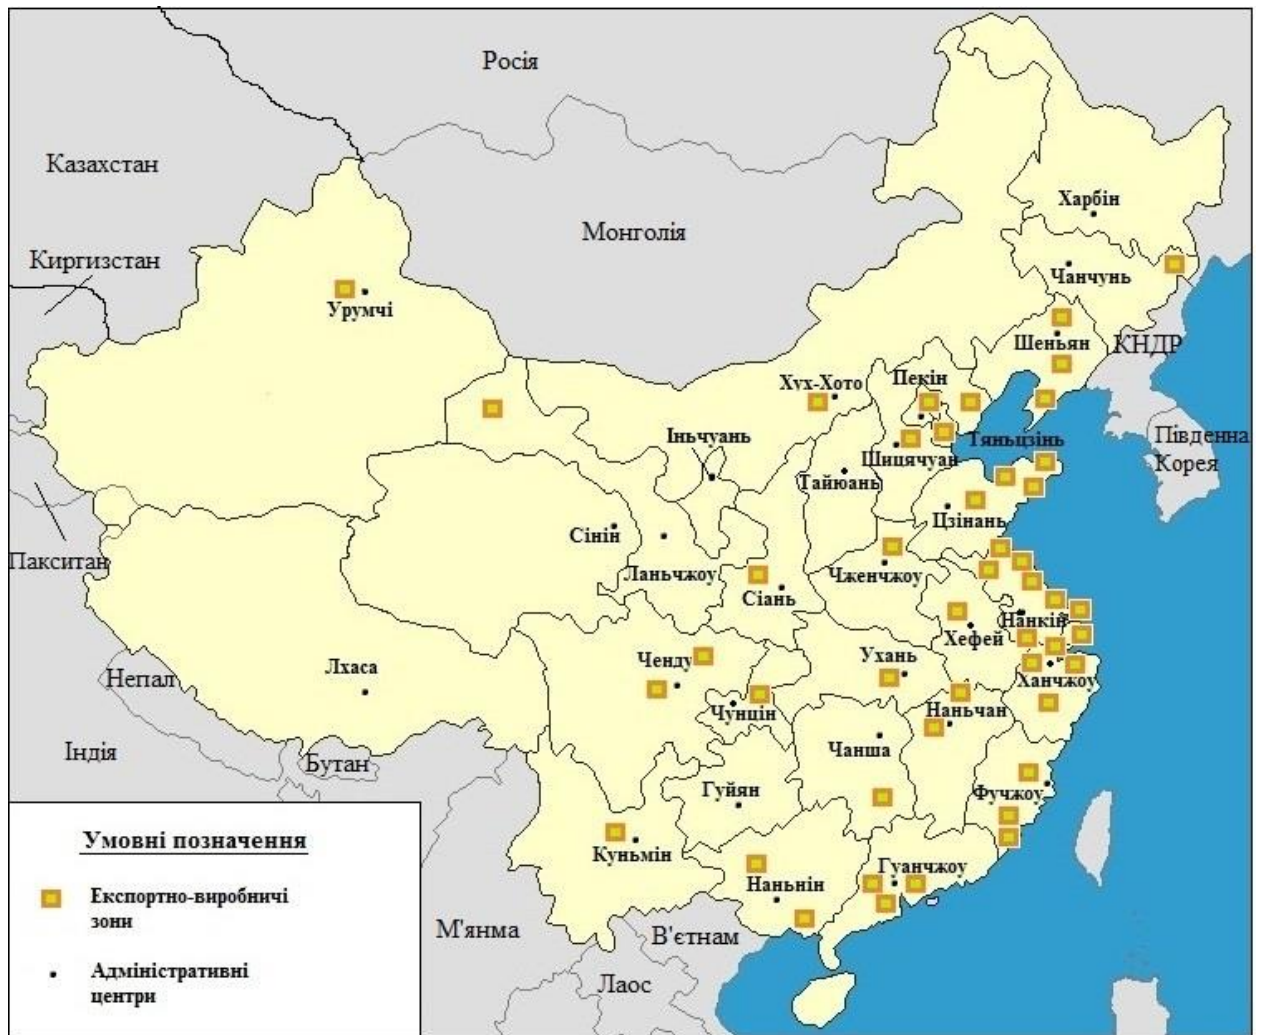 Росія
Казахстан
Монголія
Харбін
Киргизстан
Чанчунь
Урумчі
Шеньян
КНДР
Пекін
Хух-Хото
Іньчуань
Тяньцзінь
Південна
Корея
Шицячуан
Тайюань
Цзінань
Сінін
Пакситан
Ланьчжоу
Чженчжоу
Сіань
Нанкін
Хефей
Ухань
Ченду
Лхаса
Непал
Ханчжоу
Чунцін
Наньчан
Індія
Бутан
Чанша
Гуйян
Фучжоу
Умовні позначення
Куньмін
Гуанчжоу
Наньнін
Експортно-виробничі
зони
М'янма
В'єтнам
Адміністративні
центри
Лаос